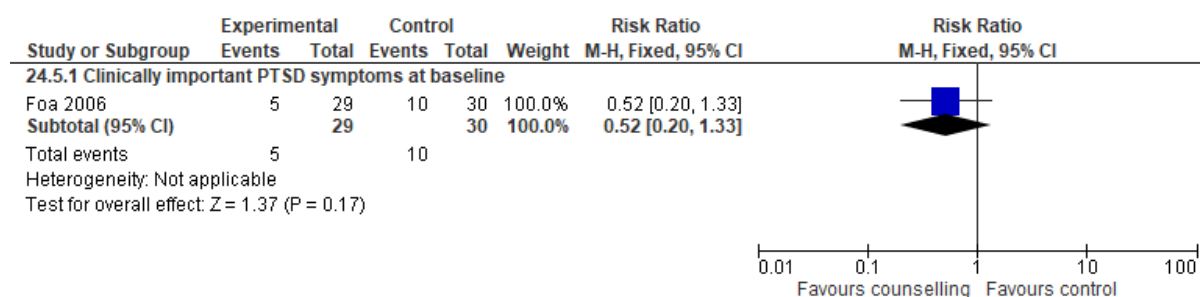 Experimental Control Risk Ratio Risk Ratio
Study or Subgroup Events Total Events Total Weight M-H, Fixed, 95% CI M-H, Fixed, 95% CI
24.5.1 Clinically important PTSD symptoms at baseline
Foa 2006 5 29 10 30 100.0% 0.52 [0.20, 1.33]
Subtotal (95% CI) 29 30 100.0% 0.52 [0.20, 1.33]
Total events 5 10
Heterogeneity: Not applicable
Test for overall effect: Z = 1.37 (P = 0.17)
0.01 0.1 1 10 100
Favours counselling Favours control